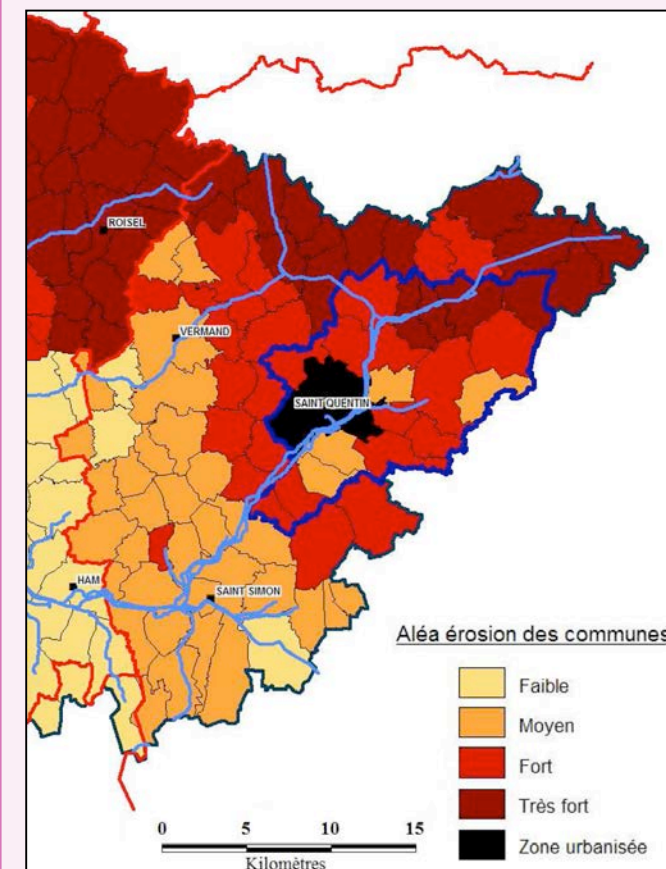 ROISEL
VERMAND
SAINT QUENTIN
HAM
SAINT SIMON
Aléa érosion des communes
Faible
Moyen
Fort
Très fort
Zone urbanisée
0 5 10 15
Kilomètres